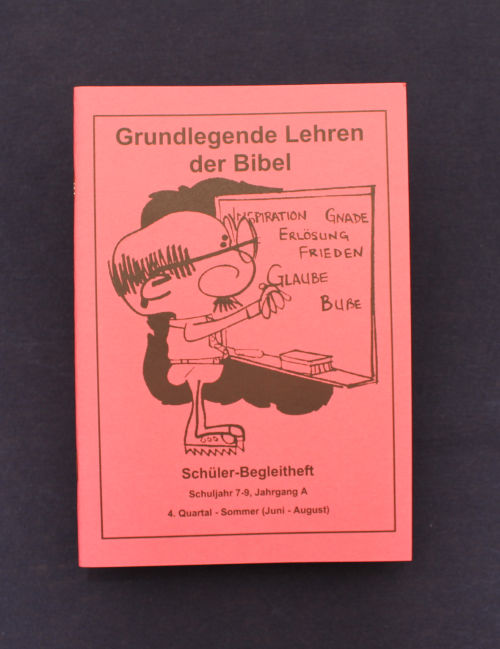 Grundlegende Lehren
der Bibel
INSPIRATION GNADE
ERLÖSUNG
FRIEDEN
GLAUBE
BUßE
Schüler-Begleitheft
Schuljahr 7-9, Jahrgang A
4. Quartal - Sommer (Juni - August)